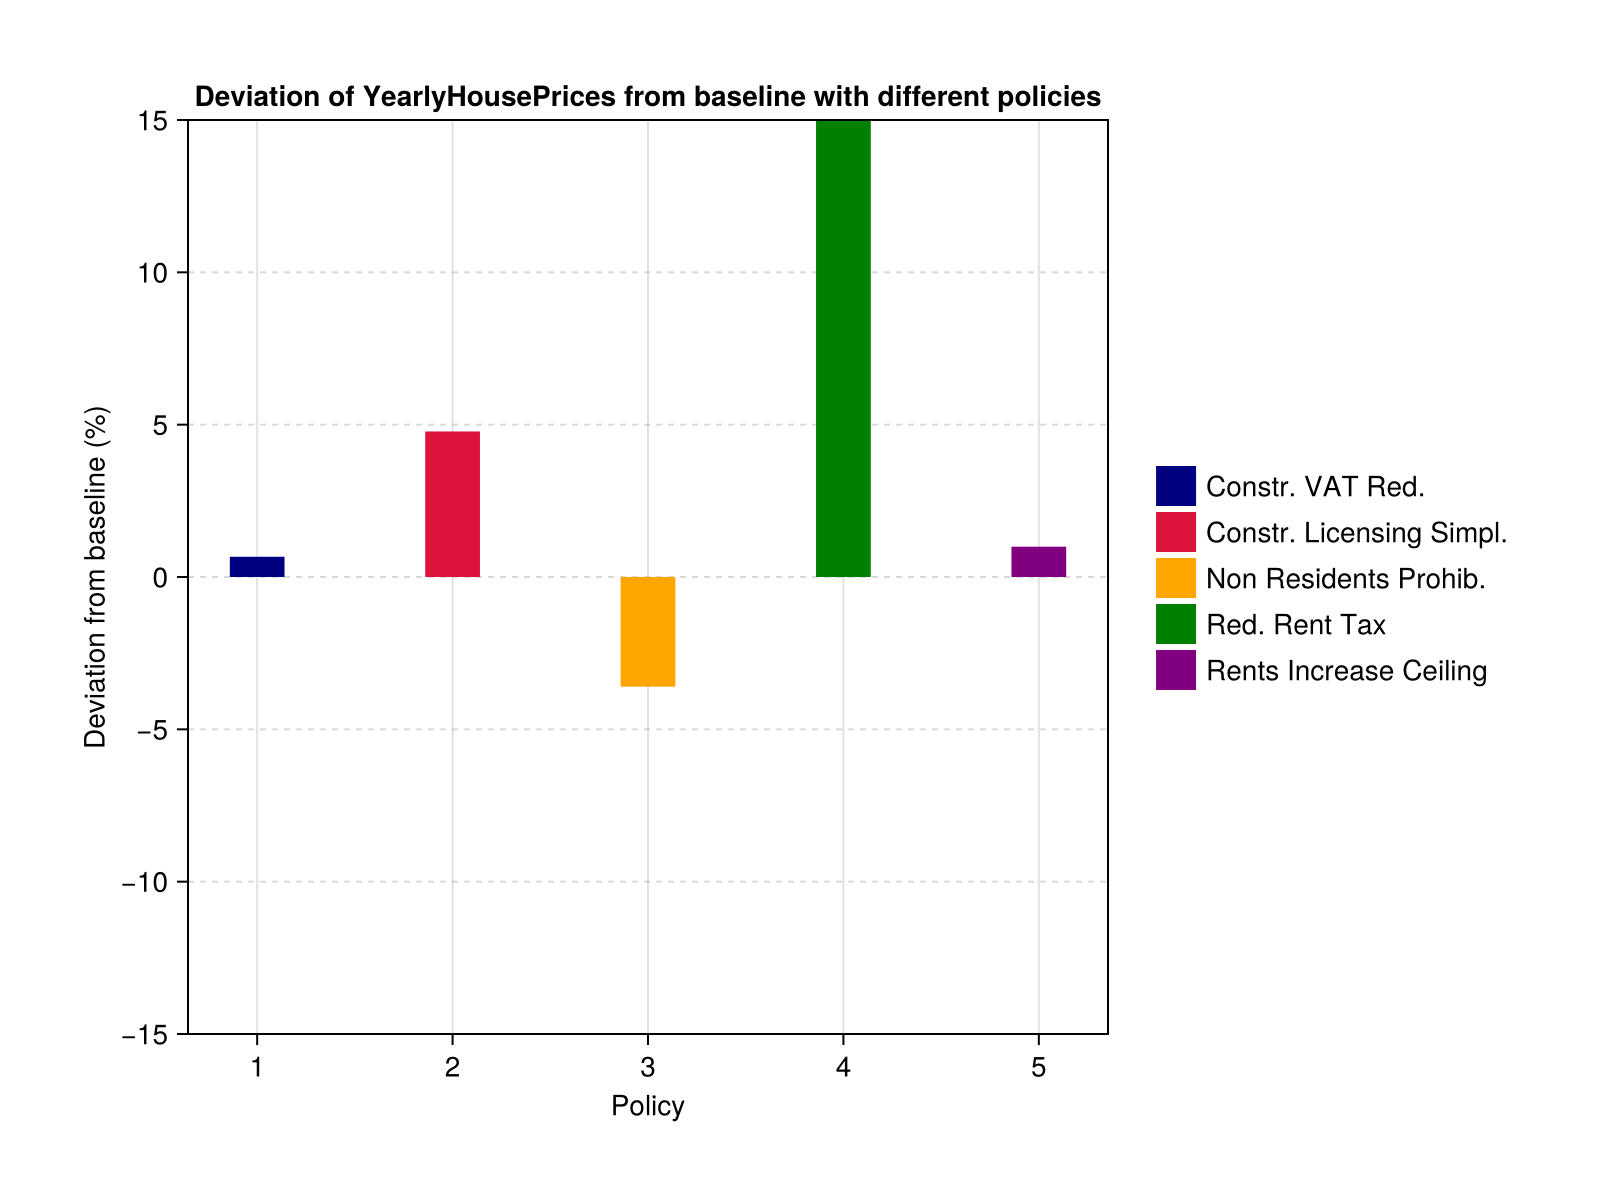 Deviation of YearlyHousePrices from baseline with different policies
15
10
5
0
−5
−10
−15
Deviation from baseline (%)
1 2 3 4 5
Policy
Constr. VAT Red.
Constr. Licensing Simpl.
Non Residents Prohib.
Red. Rent Tax
Rents Increase Ceiling